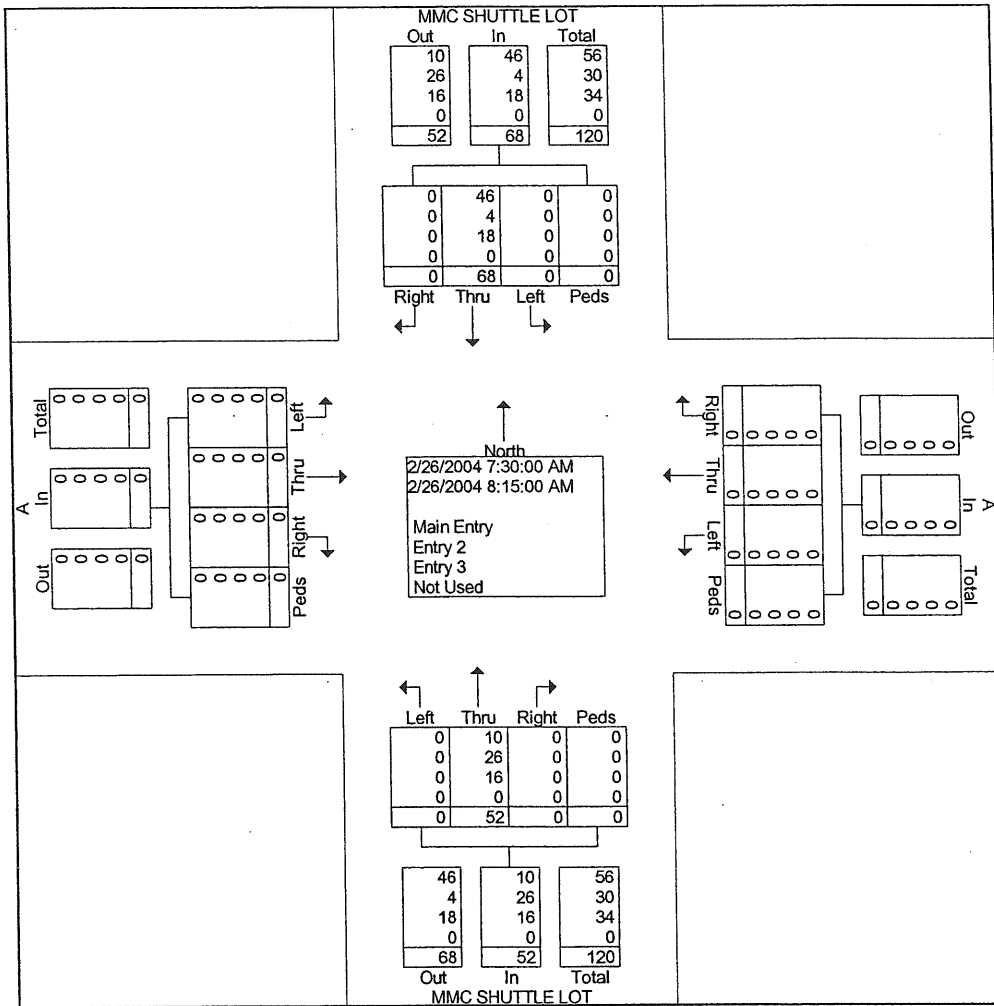 MMC SHUTTLE LOT
Out In Total
10 46 56
26 4 30
16 18 34
0 0 0
52 68 120
0 46 0 0
0 4 0 0
0 18 0 0
0 0 0 0
0 68 0 0
Right Thru Left Peds
Total
0 0 0 0 0
In
0 0 0 0 0
Out
0 0 0 0 0
A
Left
0 0 0 0 0
Thru
0 0 0 0 0
Right
0 0 0 0 0
Peds
0 0 0 0 0
North
2/26/2004 7:30:00 AM
2/26/2004 8:15:00 AM
Main Entry
Entry 2
Entry 3
Not Used
Right
0 0 0 0 0
Thru
0 0 0 0 0
Left
0 0 0 0 0
Peds
0 0 0 0 0
Out
0 0 0 0 0
In
0 0 0 0 0
Total
0 0 0 0 0
A
Left Thru Right Peds
0 10 0 0
0 26 0 0
0 16 0 0
0 0 0 0
0 52 0 0
46 10 56
4 26 30
18 16 34
0 0 0
68 52 120
Out In Total
MMC SHUTTLE LOT